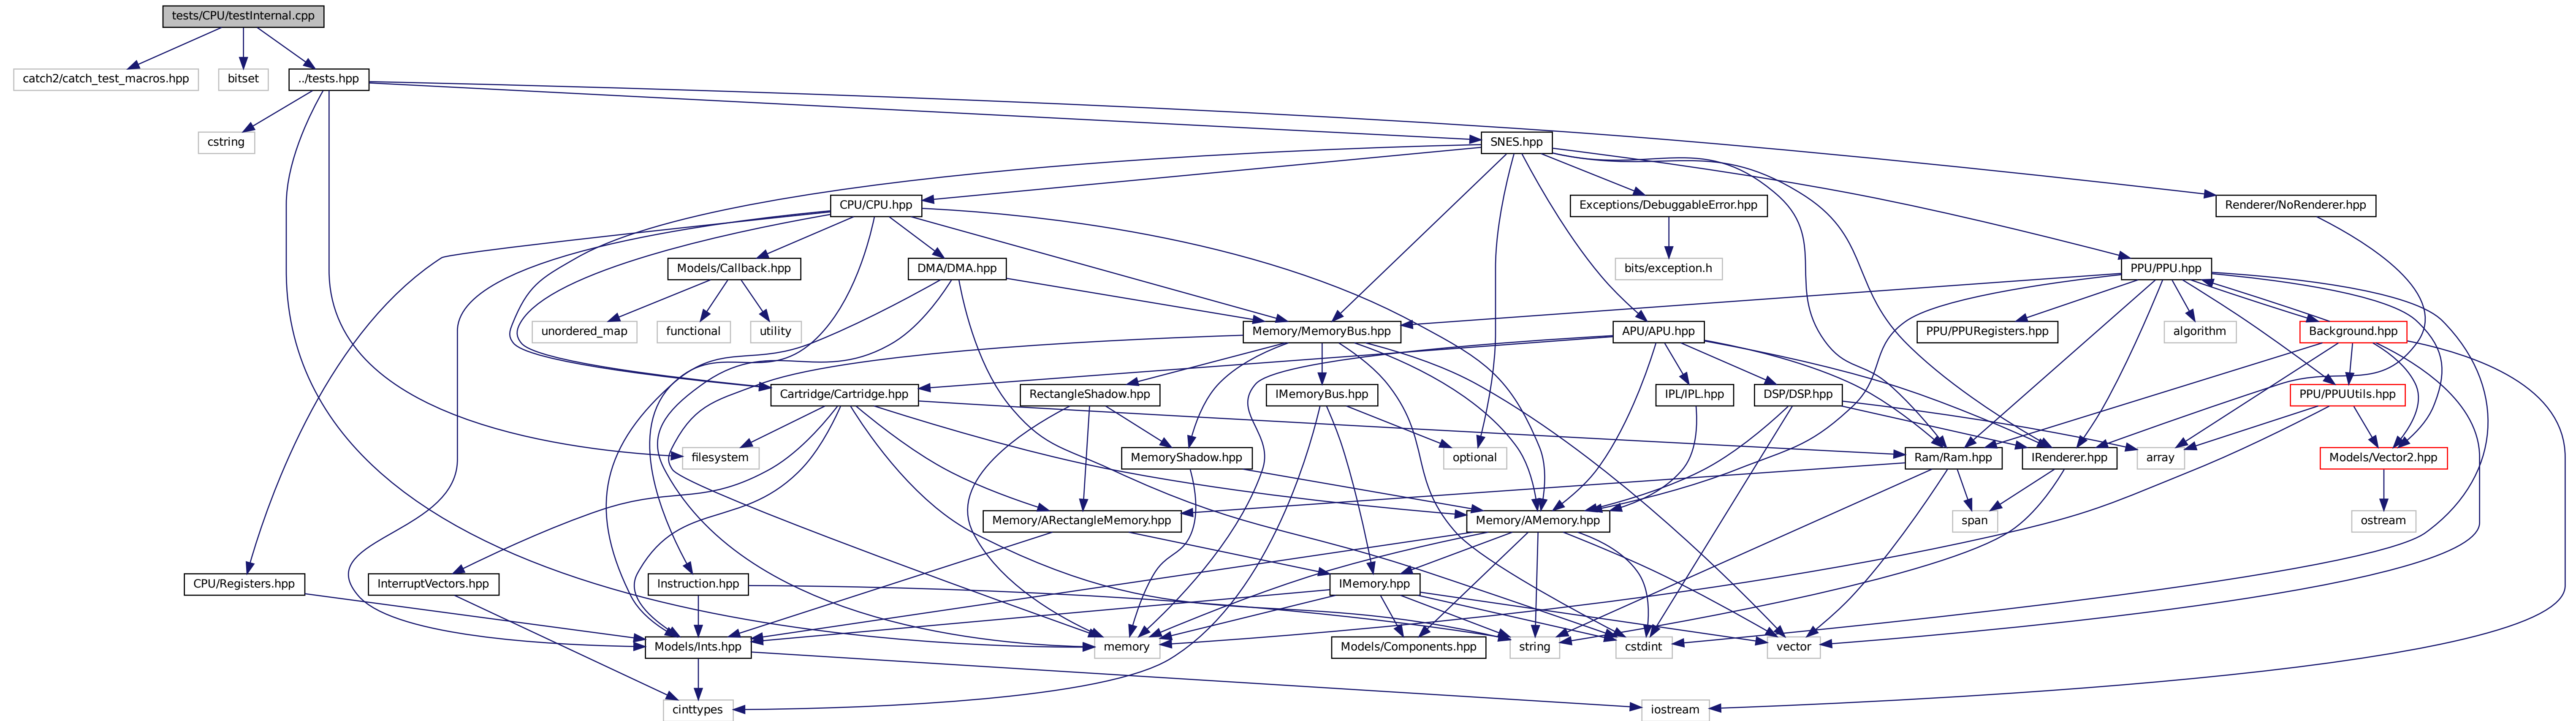 tests/CPU/testInternal.cpp
catch2/catch_test_macros.hpp
bitset
../tests.hpp
cstring
SNES.hpp
CPU/CPU.hpp
Exceptions/DebuggableError.hpp
Renderer/NoRenderer.hpp
Models/Callback.hpp
DMA/DMA.hpp
bits/exception.h
PPU/PPU.hpp
unordered_map
functional
utility
Memory/MemoryBus.hpp
APU/APU.hpp
PPU/PPURegisters.hpp
algorithm
Background.hpp
Cartridge/Cartridge.hpp
RectangleShadow.hpp
IMemoryBus.hpp
IPL/IPL.hpp
DSP/DSP.hpp
PPU/PPUUtils.hpp
filesystem
MemoryShadow.hpp
optional
Ram/Ram.hpp
IRenderer.hpp
array
Models/Vector2.hpp
Memory/ARectangleMemory.hpp
Memory/AMemory.hpp
span
ostream
CPU/Registers.hpp
InterruptVectors.hpp
Instruction.hpp
IMemory.hpp
Models/Ints.hpp
memory
Models/Components.hpp
string
cstdint
vector
cinttypes
iostream